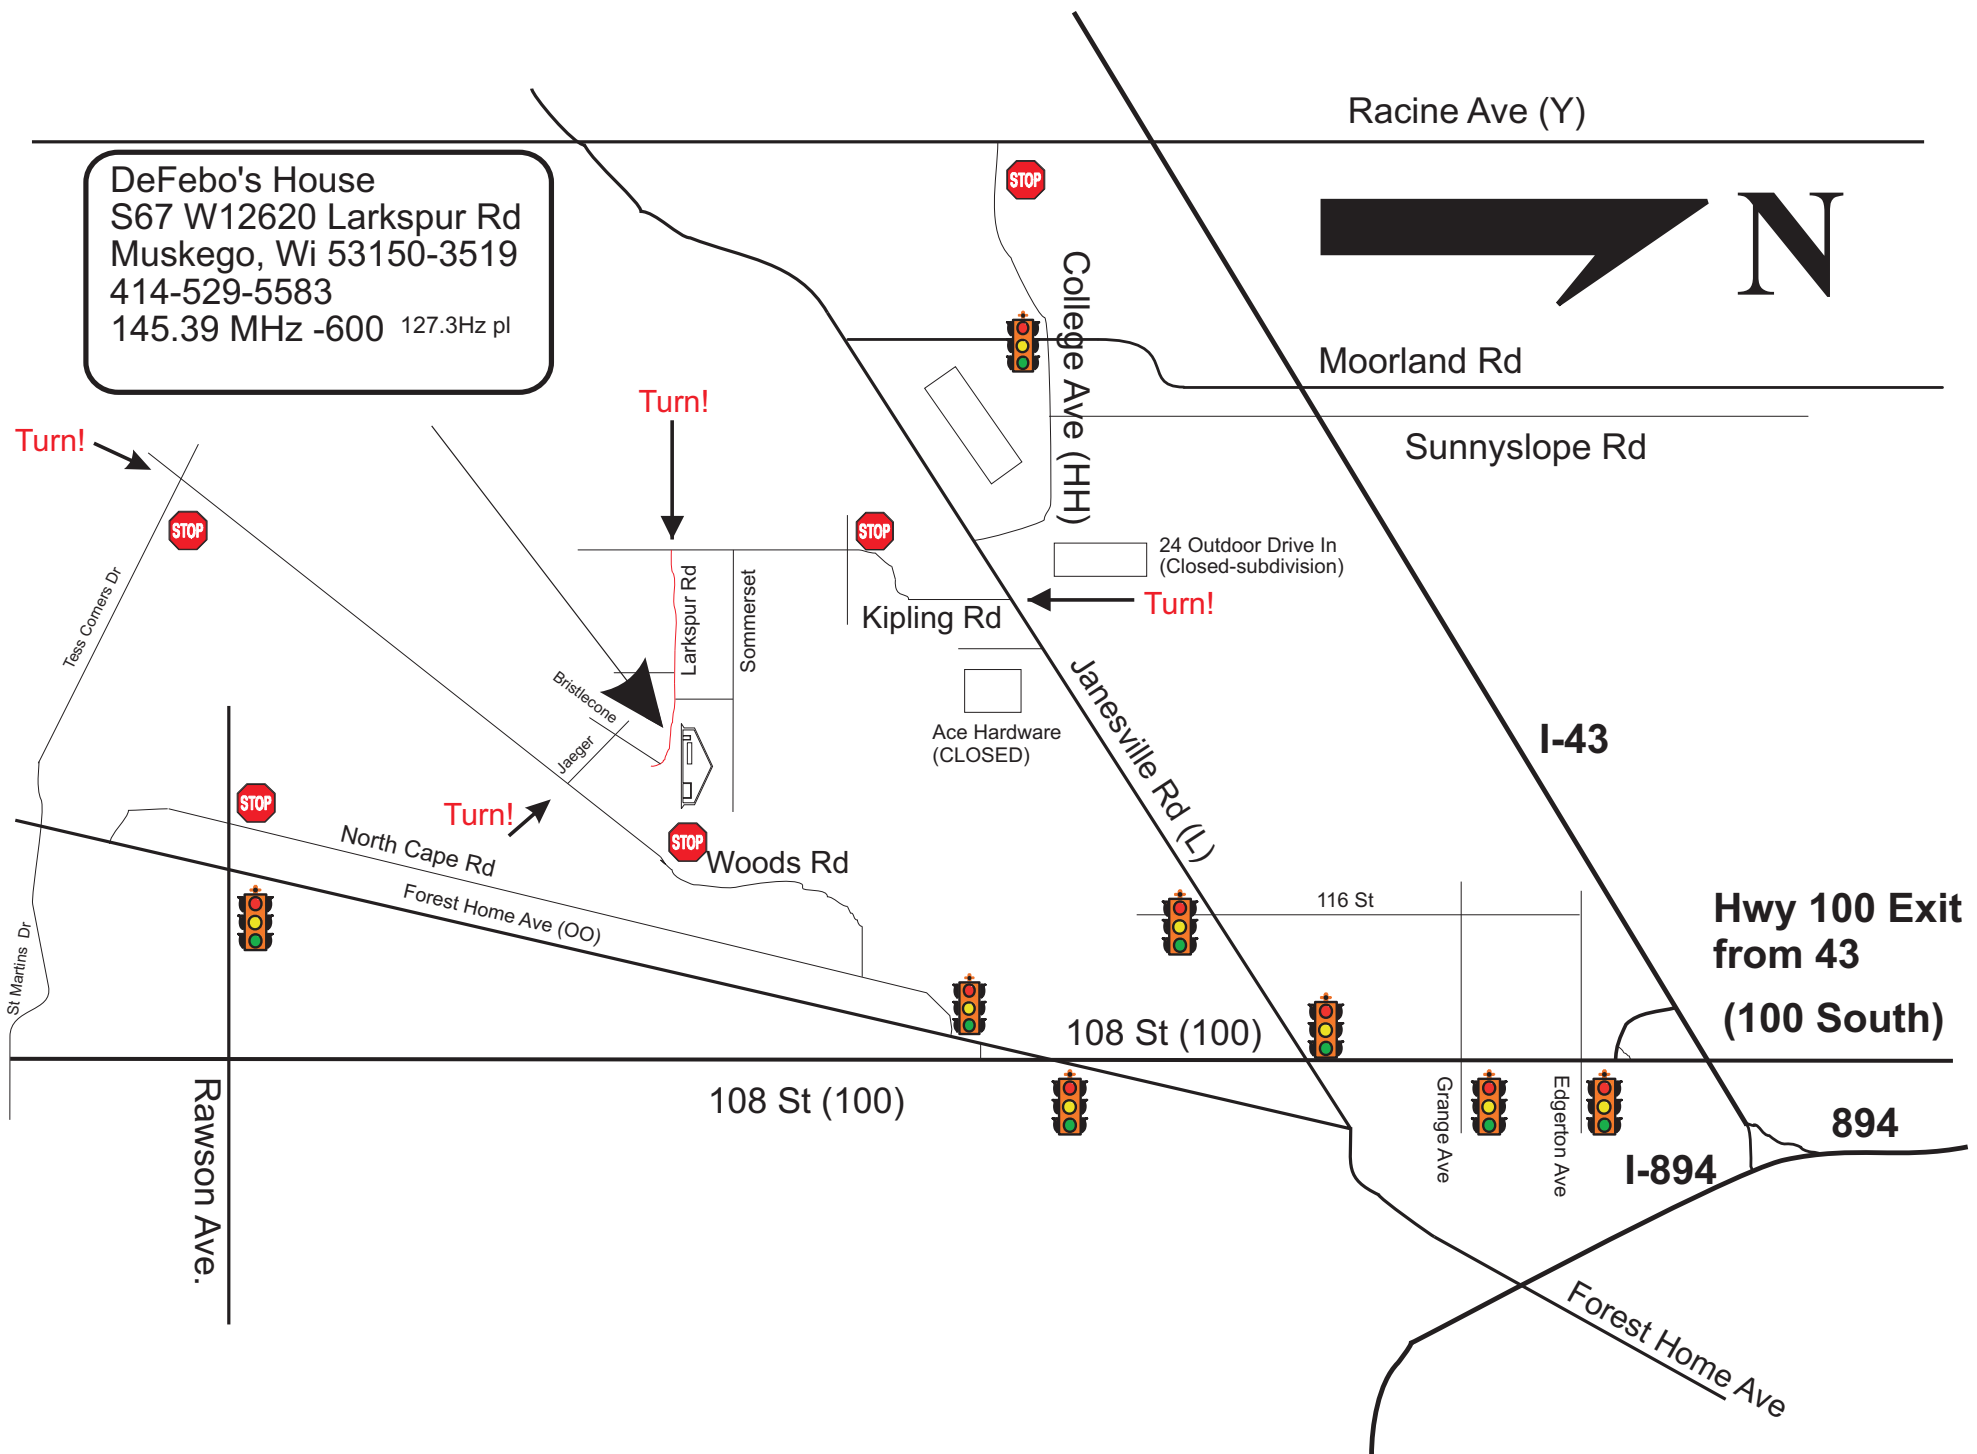 Racine Ave (Y)
DeFebo's House
S67 W12620 Larkspur Rd
Muskego, Wi 53150-3519
414-529-5583
145.39 MHz -600 127.3Hz pl
STOP
N
College Ave (HH)
Moorland Rd
Sunnyslope Rd
Turn!
Turn!
STOP
STOP
24 Outdoor Drive In
(Closed-subdivision)
Turn!
Kipling Rd
Tess Corners Dr
Larkspur Rd
Sommerset
Bristlecone
Jaeger
Ace Hardware
(CLOSED)
Janesville Rd (L)
I-43
STOP
Turn!
STOP
Woods Rd
North Cape Rd
Forest Home Ave (OO)
116 St
Hwy 100 Exit
from 43
(100 South)
St Martins Dr
108 St (100)
108 St (100)
Rawson Ave.
Grange Ave
Edgerton Ave
894
I-894
Forest Home Ave